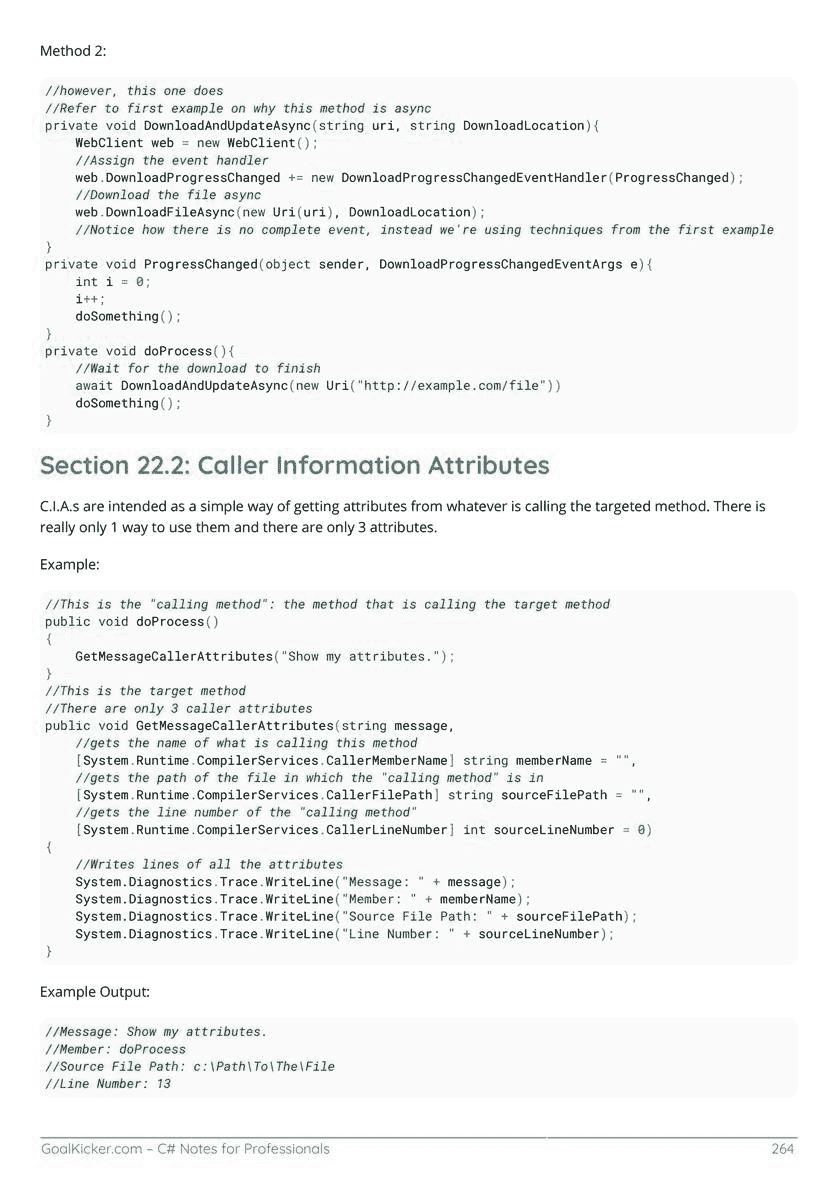 Method 2:
//however, this one does
//Refer to first example on why this method is async
private void DownloadAndUpdateAsync(string uri, string DownloadLocation){
    WebClient web = new WebClient();
    //Assign the event handler
    web.DownloadProgressChanged += new DownloadProgressChangedEventHandler(ProgressChanged);
    //Download the file async
    web.DownloadFileAsync(new Uri(uri), DownloadLocation);
    //Notice how there is no complete event, instead we're using techniques from the first example
}
private void ProgressChanged(object sender, DownloadProgressChangedEventArgs e){
    int i = 0;
    i++;
    doSomething();
}
private void doProcess(){
    //Wait for the download to finish
    await DownloadAndUpdateAsync(new Uri("http://example.com/file"))
    doSomething();
}
Section 22.2: Caller Information Attributes
C.I.A.s are intended as a simple way of getting attributes from whatever is calling the targeted method. There is
really only 1 way to use them and there are only 3 attributes.
Example:
//This is the "calling method": the method that is calling the target method
public void doProcess()
{
    GetMessageCallerAttributes("Show my attributes.");
}
//This is the target method
//There are only 3 caller attributes
public void GetMessageCallerAttributes(string message,
    //gets the name of what is calling this method
    [System.Runtime.CompilerServices.CallerMemberName] string memberName = "",
    //gets the path of the file in which the "calling method" is in
    [System.Runtime.CompilerServices.CallerFilePath] string sourceFilePath = "",
    //gets the line number of the "calling method"
    [System.Runtime.CompilerServices.CallerLineNumber] int sourceLineNumber = 0)
{
    //Writes lines of all the attributes
    System.Diagnostics.Trace.WriteLine("Message: " + message);
    System.Diagnostics.Trace.WriteLine("Member: " + memberName);
    System.Diagnostics.Trace.WriteLine("Source File Path: " + sourceFilePath);
    System.Diagnostics.Trace.WriteLine("Line Number: " + sourceLineNumber);
}
Example Output:
//Message: Show my attributes.
//Member: doProcess
//Source File Path: c:\Path\To\The\File
//Line Number: 13
GoalKicker.com – C# Notes for Professionals
264